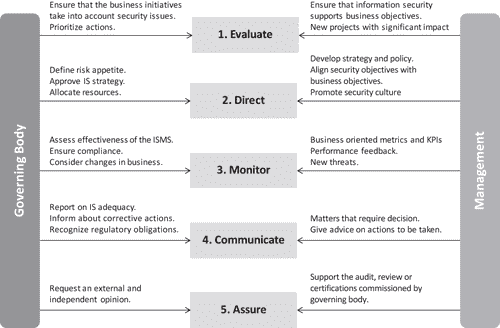 Governing Body
Ensure that the business initiatives
take into account security issues.
Prioritize actions.
1. Evaluate
Ensure that information security
supports business objectives.
New projects with significant impact
Define risk appetite.
Approve IS strategy.
Allocate resources.
2. Direct
Develop strategy and policy.
Align security objectives with
business objectives.
Promote security culture
Assess effectiveness of the ISMS.
Ensure compliance.
Consider changes in business.
3. Monitor
Business oriented metrics and KPIs
Performance feedback.
New threats.
Report on IS adequacy.
Inform about corrective actions.
Recognize regulatory obligations.
4. Communicate
Matters that require decision.
Give advice on actions to be taken.
Request an external and
independent opinion.
5. Assure
Support the audit, review or
certifications commissioned by
governing body.
Management